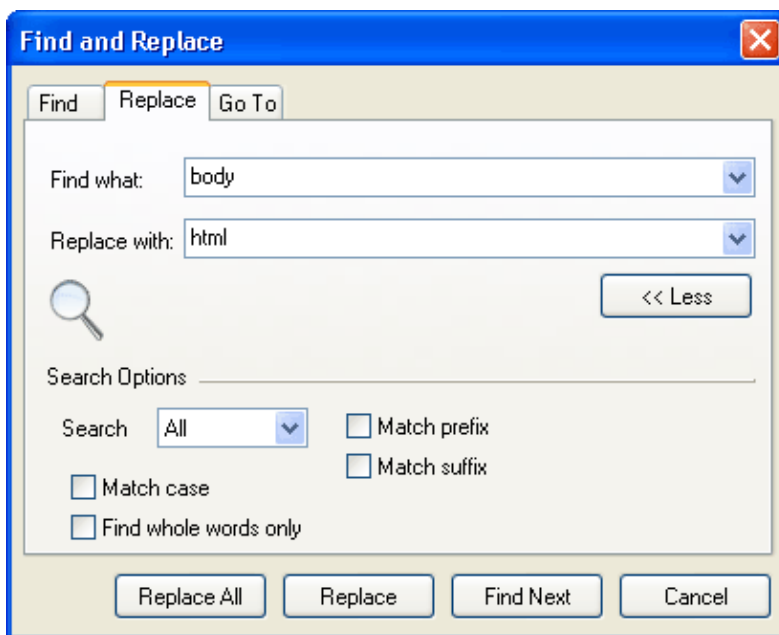 Find and Replace
Find Replace Go To
Find what: body
Replace with: html
<< Less
Search Options
Search All Match prefix
Match suffix
Match case
Find whole words only
Replace All Replace Find Next Cancel